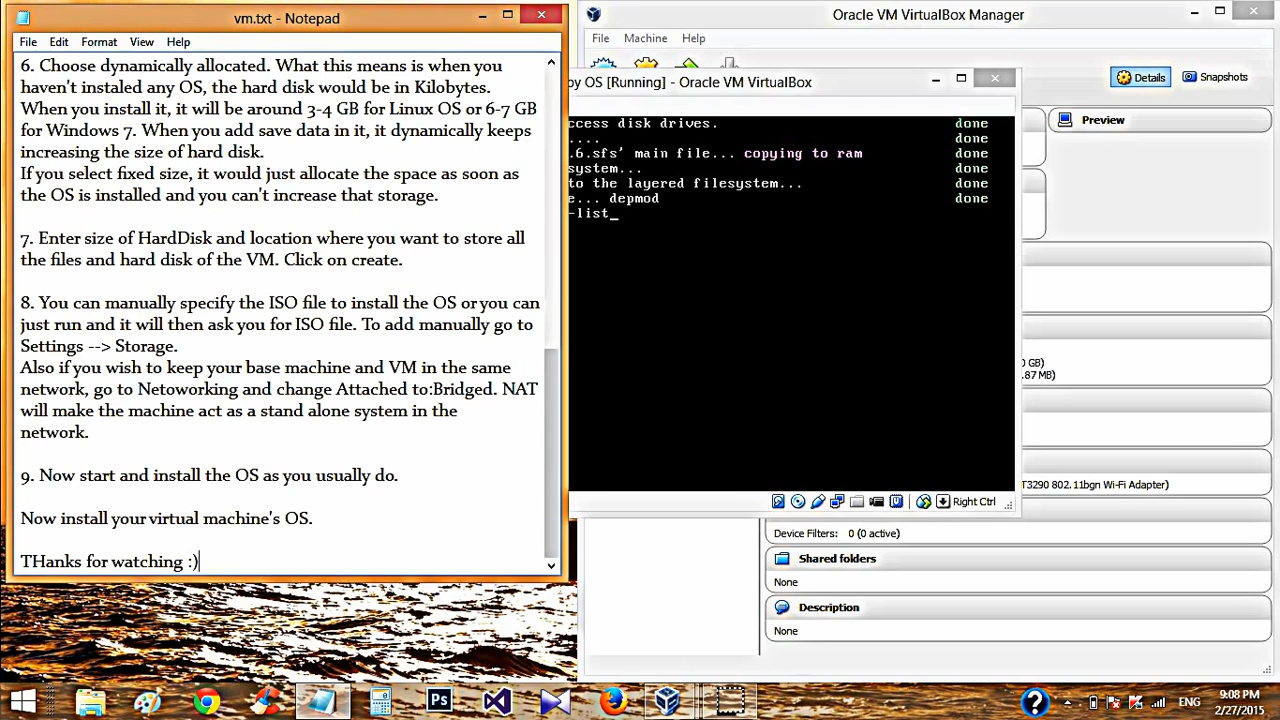 vm.txt - Notepad
File Edit Format View Help
6. Choose dynamically allocated. What this means is when you
haven't instaled any OS, the hard disk would be in Kilobytes.
When you install it, it will be around 3-4 GB for Linux OS or 6-7 GB
for Windows 7. When you add save data in it, it dynamically keeps
increasing the size of hard disk.
If you select fixed size, it would just allocate the space as soon as
the OS is installed and you can't increase that storage.
7. Enter size of HardDisk and location where you want to store all
the files and hard disk of the VM. Click on create.
8. You can manually specify the ISO file to install the OS or you can
just run and it will then ask you for ISO file. To add manually go to
Settings --> Storage.
Also if you wish to keep your base machine and VM in the same
network, go to Netoworking and change Attached to:Bridged. NAT
will make the machine act as a stand alone system in the
network.
9. Now start and install the OS as you usually do.
Now install your virtual machine's OS.
THanks for watching :)
Oracle VM VirtualBox Manager
File Machine Help
Details Snapshots
by OS [Running] - Oracle VM VirtualBox
ccess disk drives. done
.... done
.6.sfs' main file... copying to ram done
system... done
to the layered filesystem... done
e... depmod done
-list_
Right Ctrl
Preview
0 GB)
.87 MB)
T3290 802.11bgn Wi-Fi Adapter)
Device Filters: 0 (0 active)
Shared folders
None
Description
None
Ps
?
ENG
9:08 PM
2/27/2015